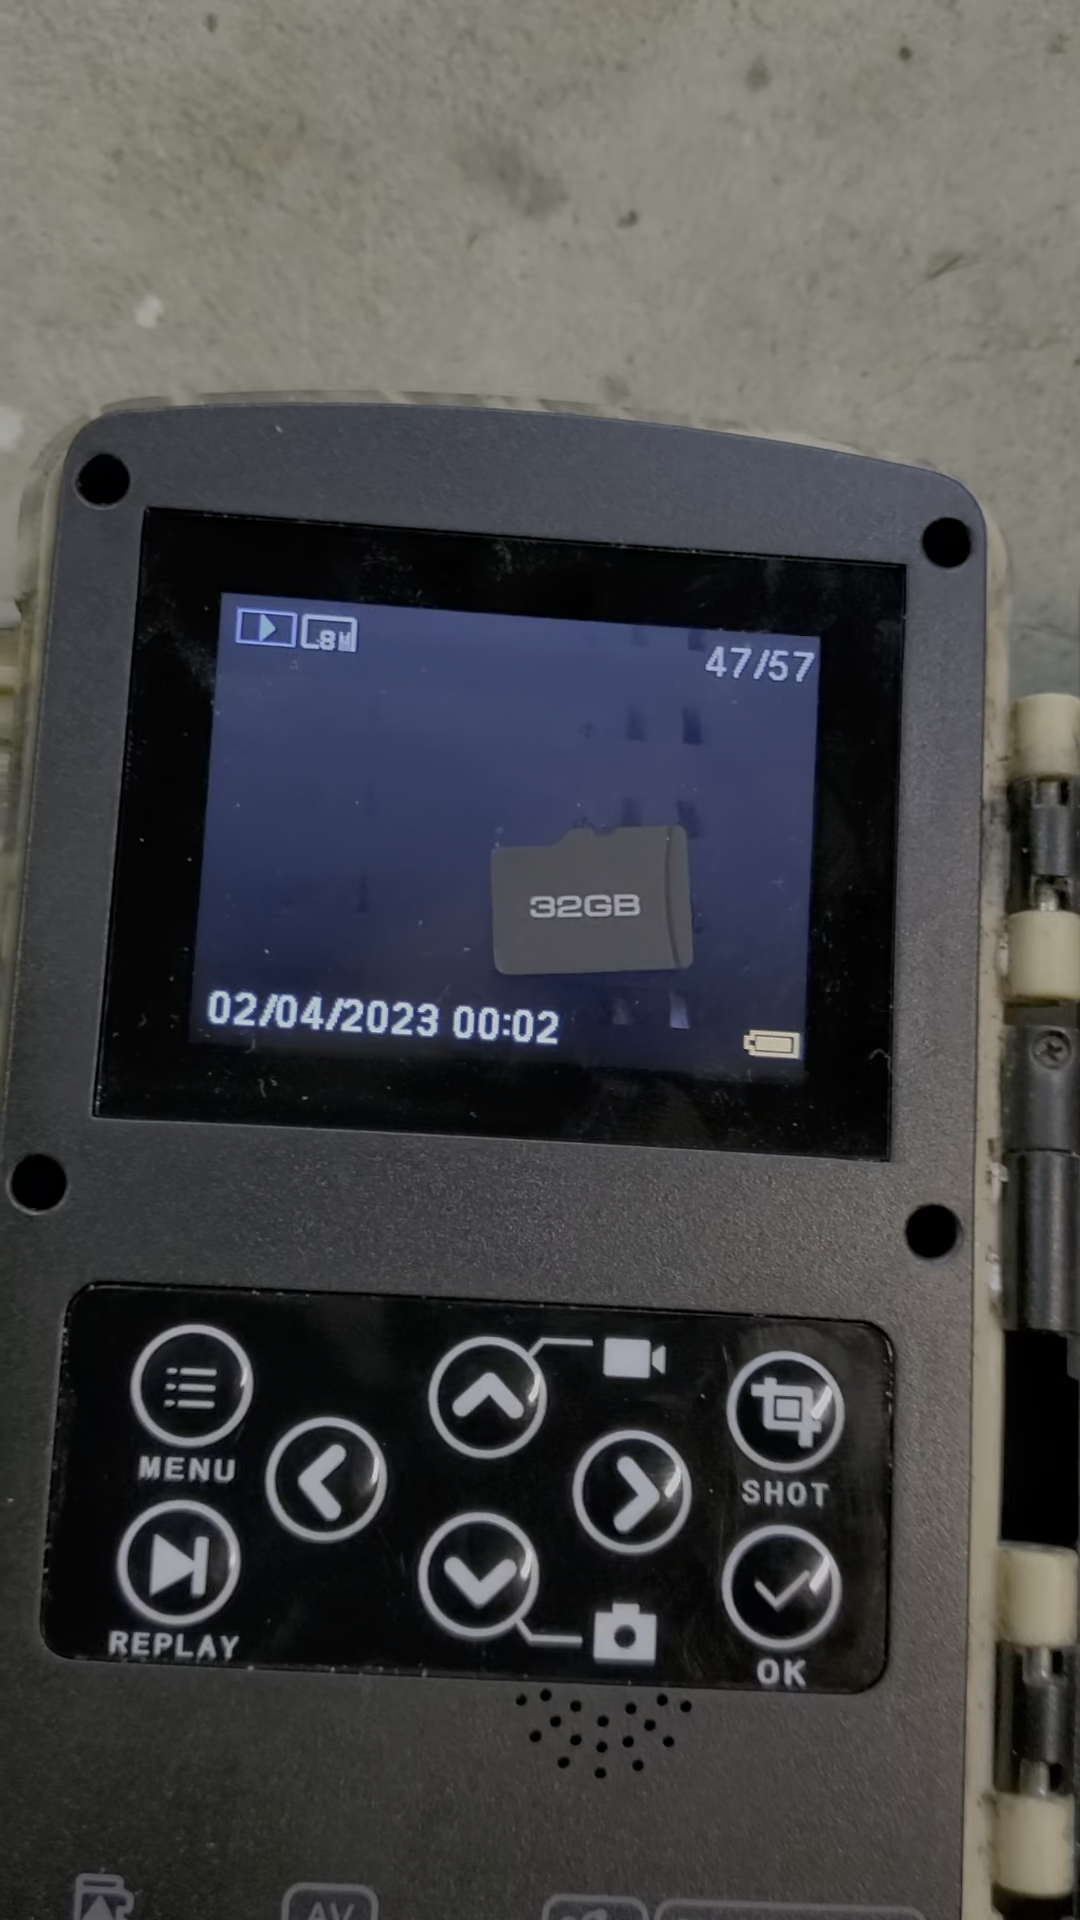 8M
47/57
32GB
02/04/2023 00:02
MENU
SHOT
REPLAY
OK
AV